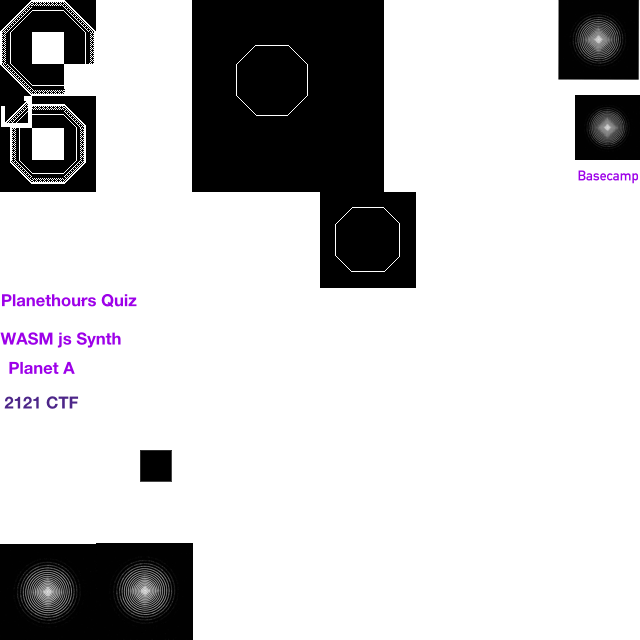 Basecamp
Planethours Quiz
WASM js Synth
Planet A
2121 CTF